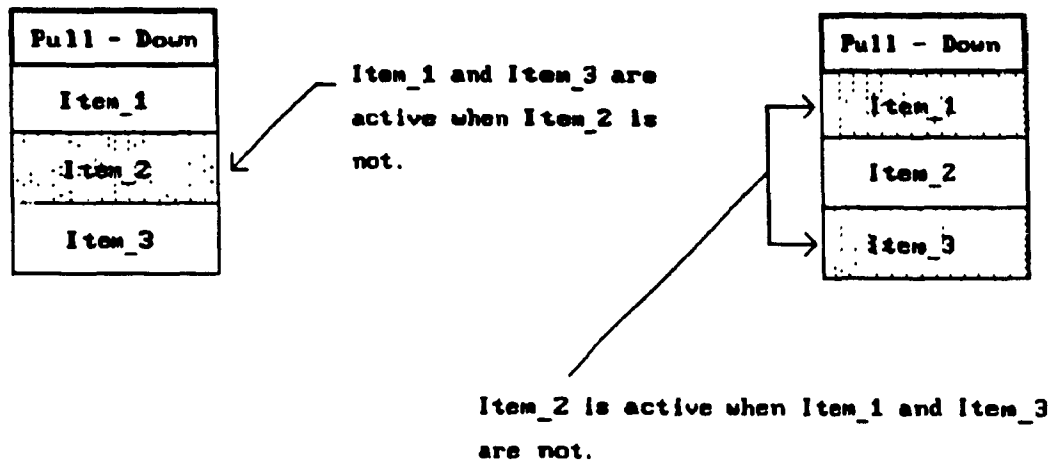 Pull - Down
Item_1
Item_2
Item_3
Item_1 and Item_3 are
active when Item_2 is
not.
Pull - Down
Item_1
Item_2
Item_3
Item_2 is active when Item_1 and Item_3
are not.